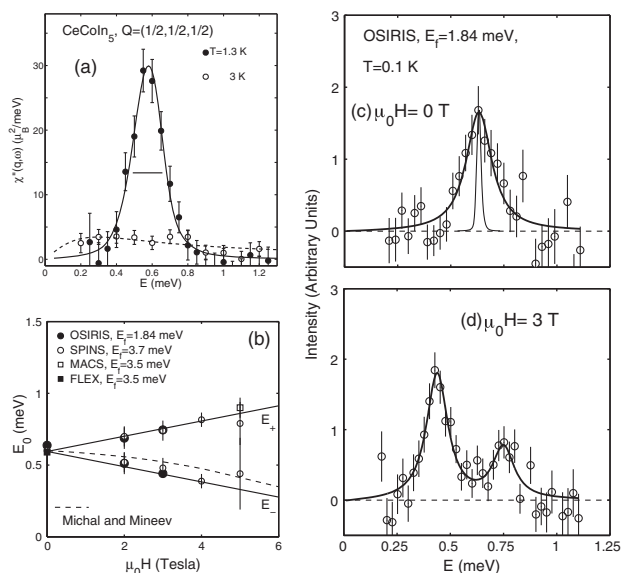 CeCoIn5, Q=(1/2,1/2,1/2)
(a)
T=1.3 K
3 K
χ"(q,ω) (μB²/meV)
30
20
10
0
0 0.2 0.4 0.6 0.8 1.0 1.2
E (meV)
OSIRIS, Ef=1.84 meV
SPINS, Ef=3.7 meV
MACS, Ef=3.5 meV
FLEX, Ef=3.5 meV
(b)
E0 (meV)
1.5
1
0.5
0
E+
E-
Michal and Mineev
0 2 4 6
μ0H (Tesla)
OSIRIS, Ef=1.84 meV,
T=0.1 K
(c) μ0H= 0 T
3
2
1
0
Intensity (Arbitrary Units)
(d) μ0H= 3 T
3
2
1
0
0 0.25 0.5 0.75 1
E (meV)